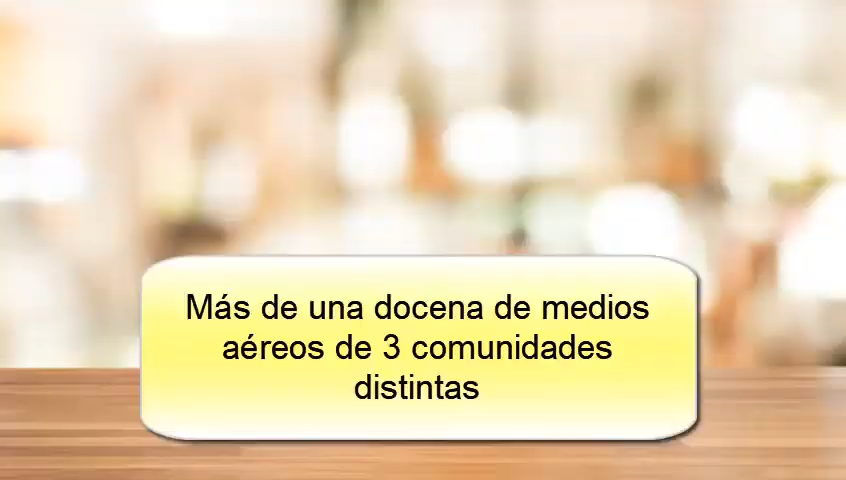 Más de una docena de medios
aéreos de 3 comunidades
distintas